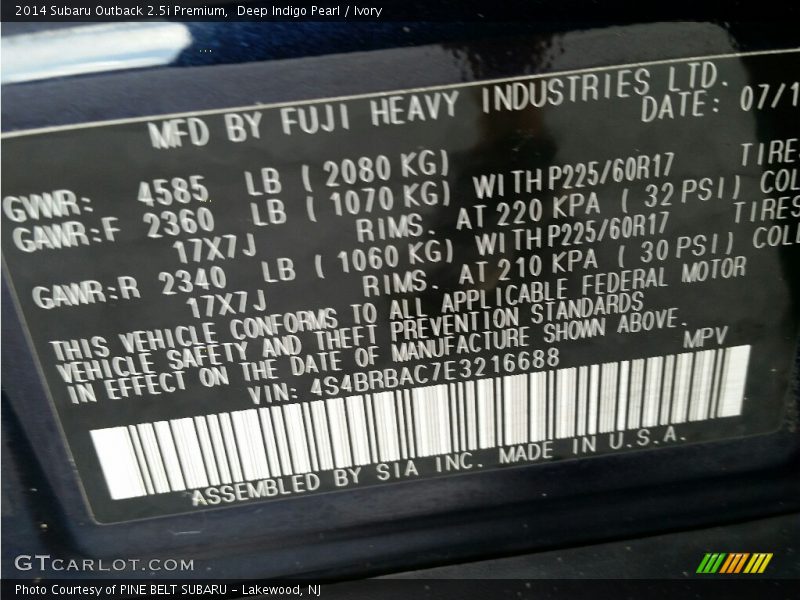 2014 Subaru Outback 2.5i Premium, Deep Indigo Pearl / Ivory
MFD BY FUJI HEAVY INDUSTRIES LTD.
DATE: 07/1
GVWR: 4585 LB ( 2080 KG)
GAWR:F 2360 LB ( 1070 KG) WITH P225/60R17 TIRES
17X7J RIMS. AT 220 KPA ( 32 PSI) COL
GAWR:R 2340 LB ( 1060 KG) WITH P225/60R17 TIRES
17X7J RIMS. AT 210 KPA ( 30 PSI) COL
THIS VEHICLE CONFORMS TO ALL APPLICABLE FEDERAL MOTOR
VEHICLE SAFETY AND THEFT PREVENTION STANDARDS
IN EFFECT ON THE DATE OF MANUFACTURE SHOWN ABOVE.
VIN: 4S4BRBAC7E3216688 MPV
ASSEMBLED BY SIA INC. MADE IN U.S.A.
GTCARLOT.COM
Photo Courtesy of PINE BELT SUBARU - Lakewood, NJ